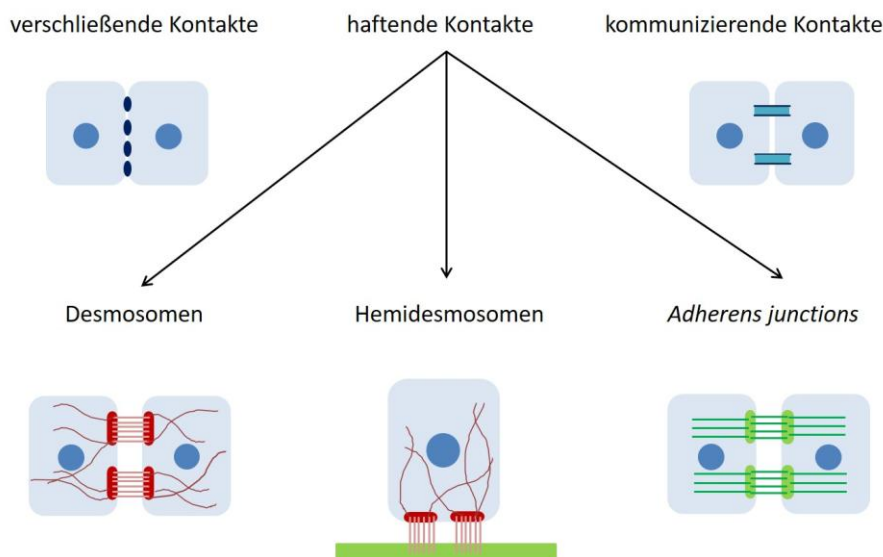 verschließende Kontakte
haftende Kontakte
kommunizierende Kontakte
Desmosomen
Hemidesmosomen
Adherens junctions